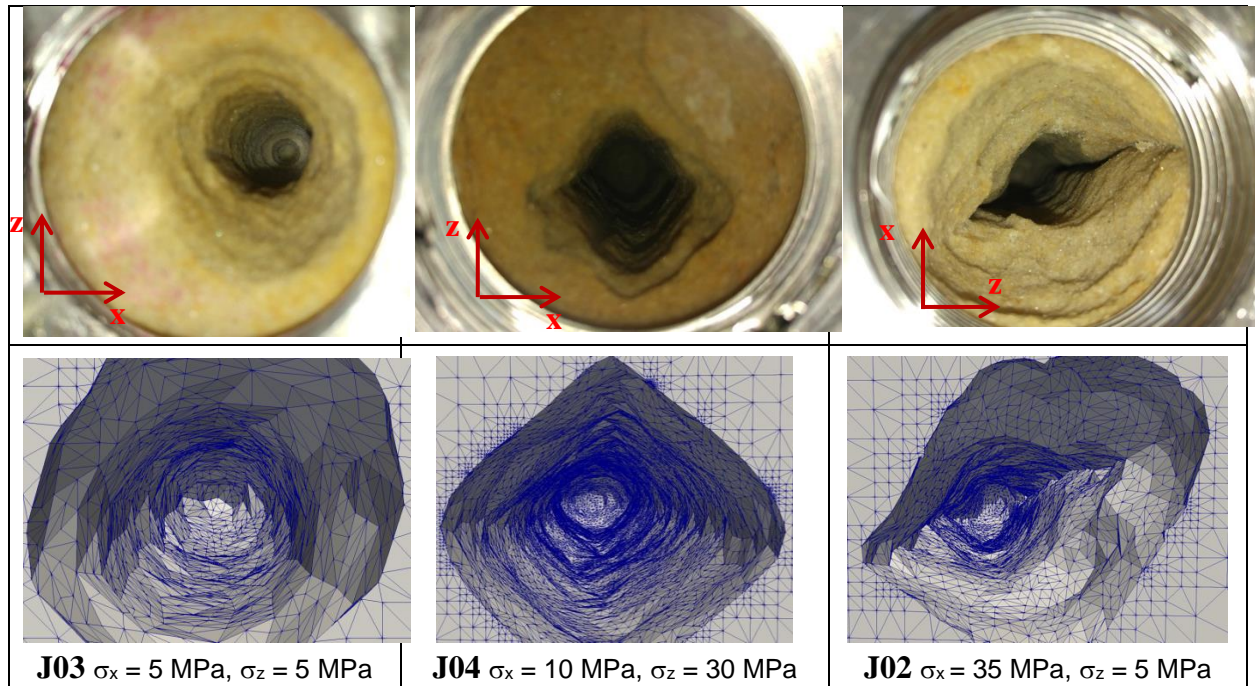 z
x
z
x
x
z
J03 σx = 5 MPa, σz = 5 MPa
J04 σx = 10 MPa, σz = 30 MPa
J02 σx = 35 MPa, σz = 5 MPa